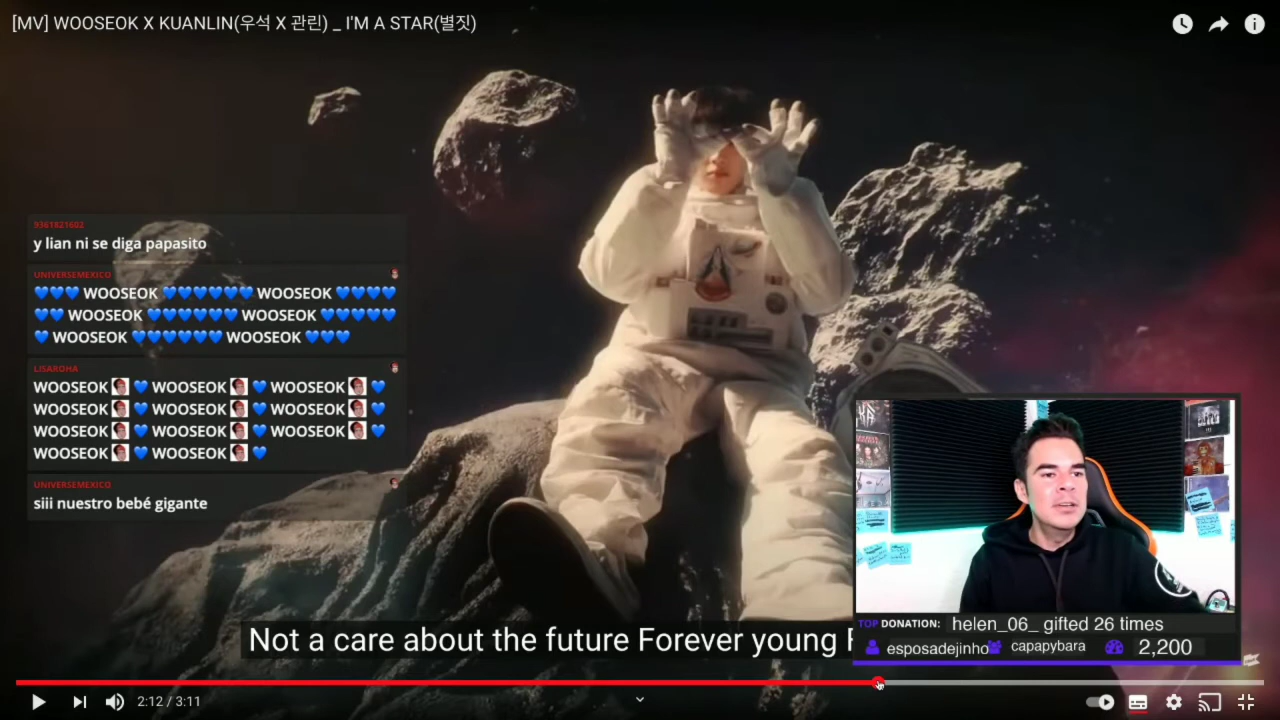 [MV] WOOSEOK X KUANLIN(우석 X 관린) _ I'M A STAR(별짓)
9361821602
y lian ni se diga papasito
UNIVERSEMEXICO
💙💙💙 WOOSEOK 💙💙💙💙💙💙 WOOSEOK 💙💙💙💙
💙💙 WOOSEOK 💙💙💙💙💙💙 WOOSEOK 💙💙💙💙💙
💙 WOOSEOK 💙💙💙💙💙💙 WOOSEOK 💙💙💙
LISAROHA
WOOSEOK 💙 WOOSEOK 💙 WOOSEOK 💙
WOOSEOK 💙 WOOSEOK 💙 WOOSEOK 💙
WOOSEOK 💙 WOOSEOK 💙 WOOSEOK 💙
WOOSEOK 💙 WOOSEOK 💙
UNIVERSEMEXICO
siii nuestro bebé gigante
Not a care about the future Forever young
TOP DONATION: helen_06_ gifted 26 times
esposadejinho capapybara 2,200
2:12 / 3:11